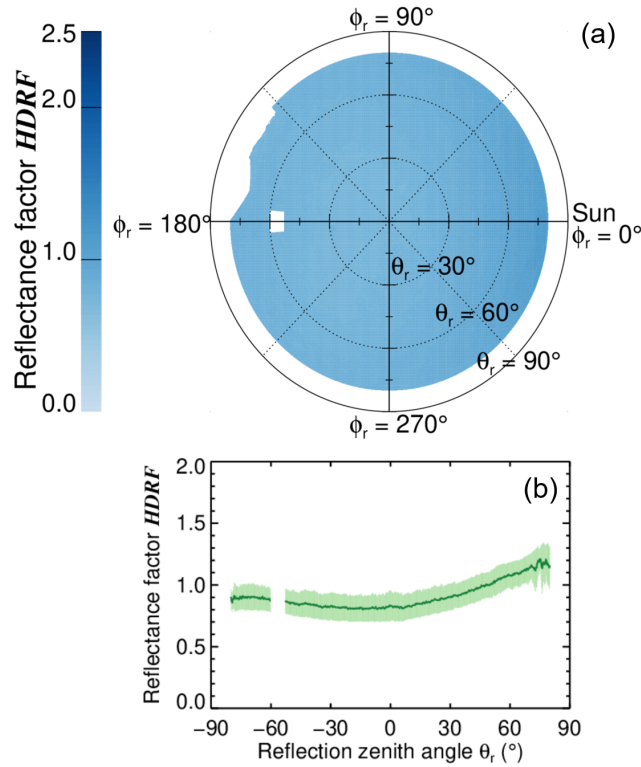 ϕr = 90°
(a)
Reflectance factor HDRF
2.5
2.0
1.0
0.0
ϕr = 180°
Sun
ϕr = 0°
θr = 30°
θr = 60°
θr = 90°
ϕr = 270°
(b)
Reflectance factor HDRF
2.0
1.5
1.0
0.5
0.0
−90 −60 −30 0 30 60 90
Reflection zenith angle θr (°)